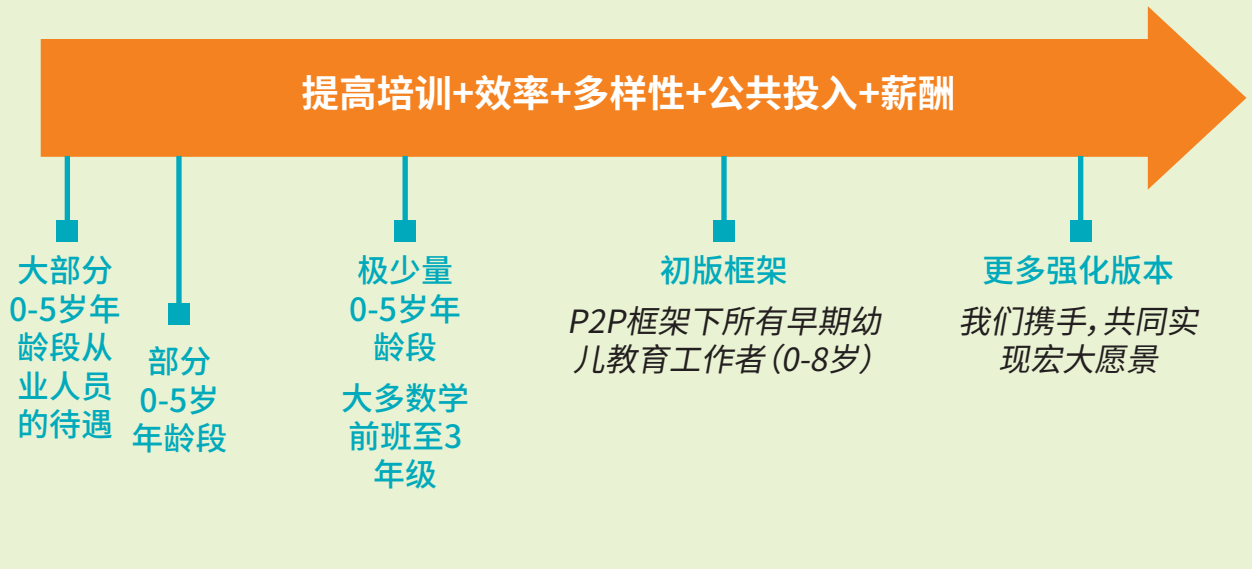 提高培训+效率+多样性+公共投入+薪酬
大部分
0-5岁年
龄段从
业人员
的待遇
部分
0-5岁
年龄段
极少量
0-5岁年
龄段
大多数学
前班至3
年级
初版框架
P2P框架下所有早期幼
儿教育工作者（0-8岁）
更多强化版本
我们携手，共同实
现宏大愿景